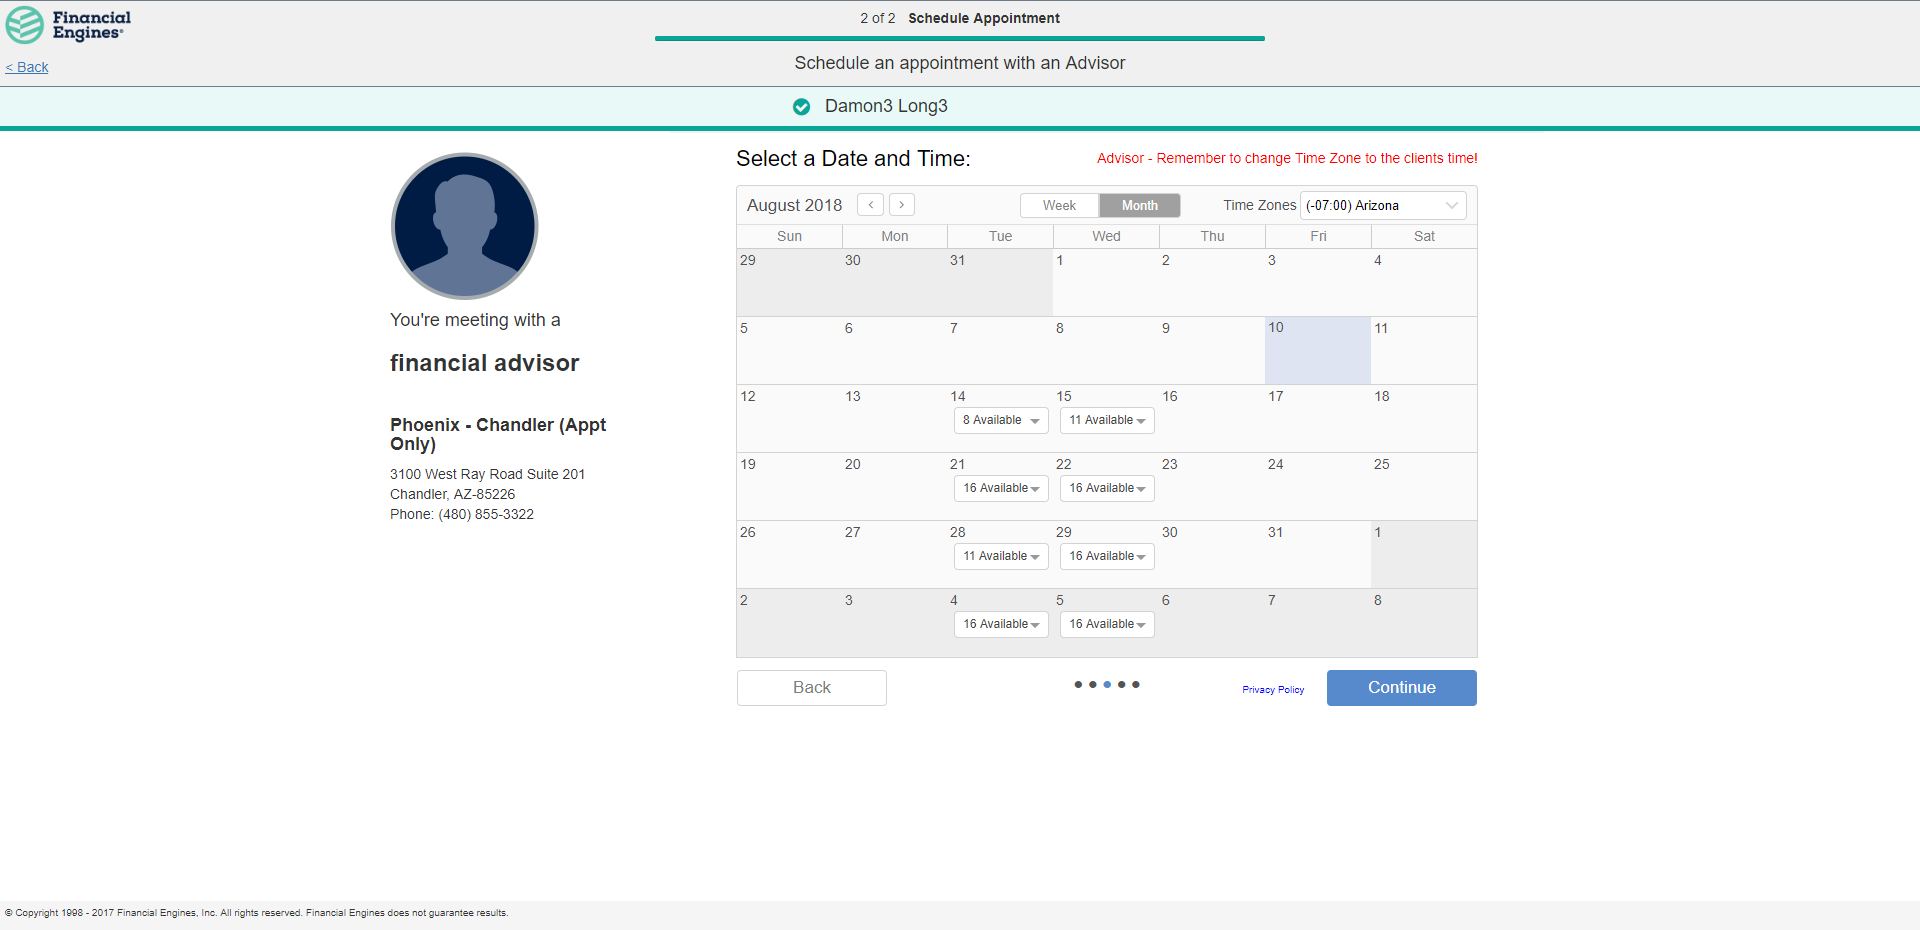 Financial
Engines®
< Back
2 of 2 Schedule Appointment
Schedule an appointment with an Advisor
Damon3 Long3
You're meeting with a
financial advisor
Phoenix - Chandler (Appt
Only)
3100 West Ray Road Suite 201
Chandler, AZ-85226
Phone: (480) 855-3322
Select a Date and Time:
Advisor - Remember to change Time Zone to the clients time!
August 2018 < > Week Month Time Zones (-07:00) Arizona
Sun Mon Tue Wed Thu Fri Sat
29 30 31 1 2 3 4
5 6 7 8 9 10 11
12 13 14 15 16 17 18
8 Available 11 Available
19 20 21 22 23 24 25
16 Available 16 Available
26 27 28 29 30 31 1
11 Available 16 Available
2 3 4 5 6 7 8
16 Available 16 Available
Back Privacy Policy Continue
© Copyright 1998 - 2017 Financial Engines, Inc. All rights reserved. Financial Engines does not guarantee results.